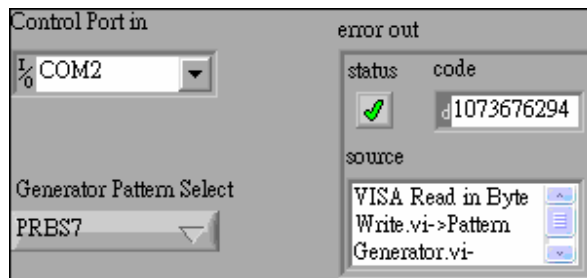 Control Port in
I/O COM2
Generator Pattern Select
PRBS7
error out
status code
d 1073676294
source
VISA Read in Byte
Write.vi->Pattern
Generator.vi-